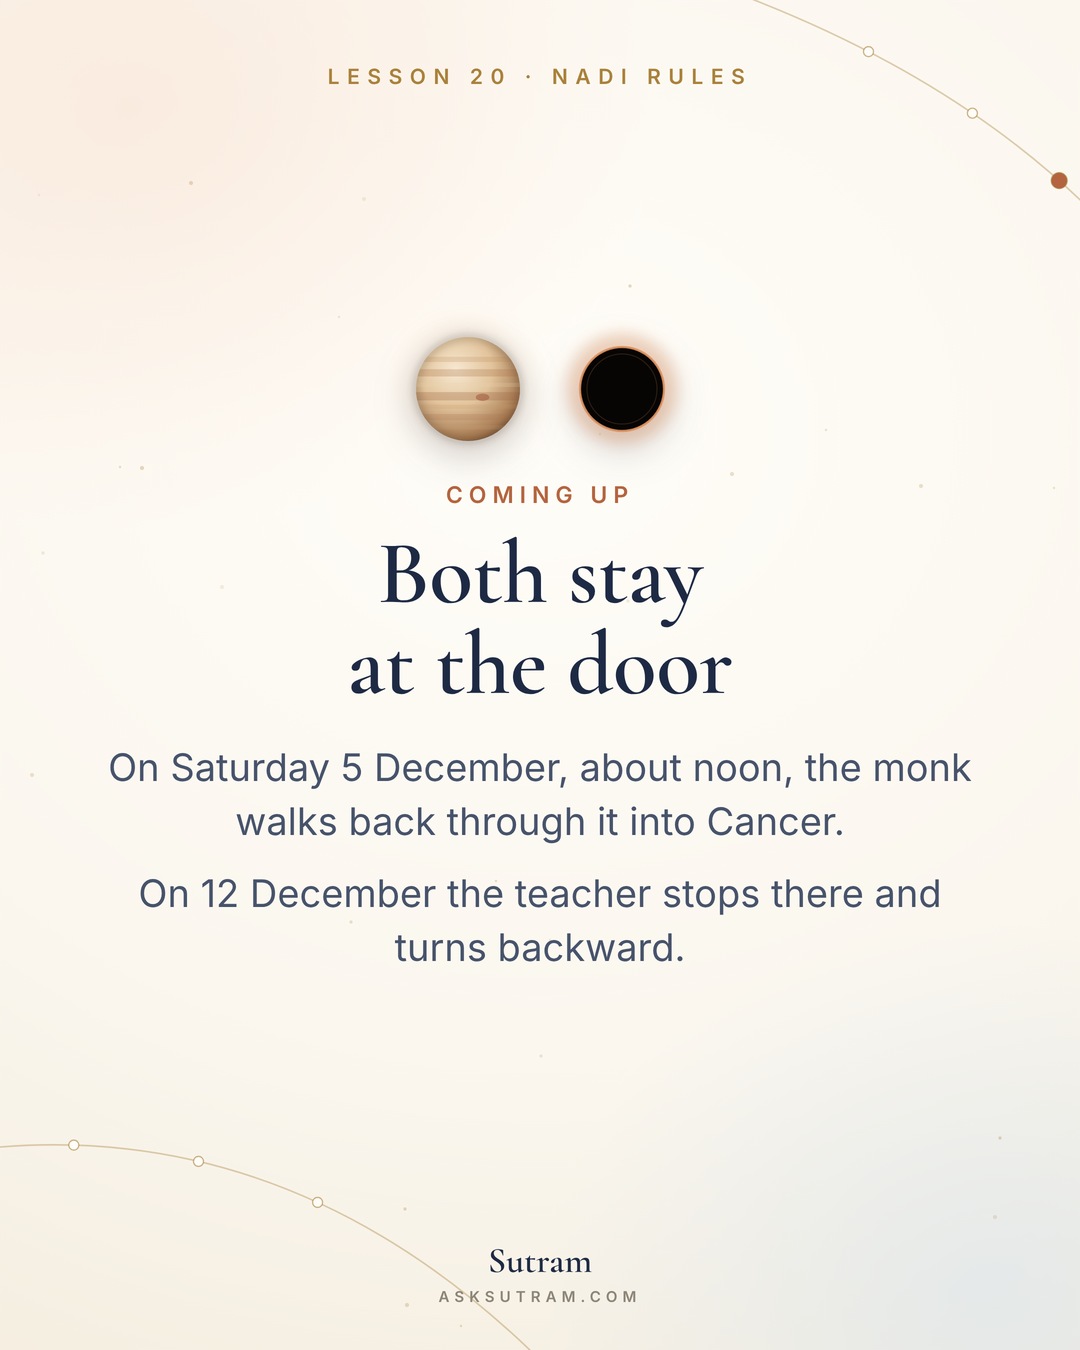 LESSON 20 · NADI RULES
COMING UP
Both stay
at the door
On Saturday 5 December, about noon, the monk
walks back through it into Cancer.
On 12 December the teacher stops there and
turns backward.
Sutram
ASKSUTRAM.COM